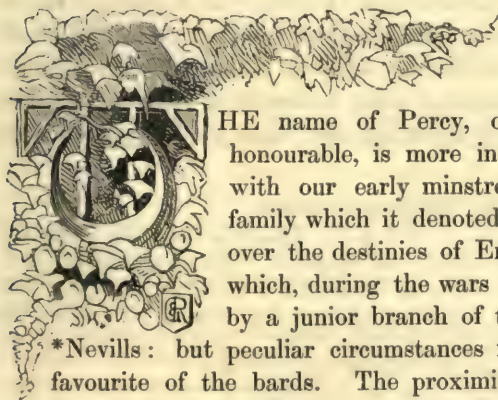 THE name of Percy,
honourable, is more in
with our early minstre
family which it denoted
over the destinies of En
which, during the wars
by a junior branch of t
*Nevills : but peculiar circumstances
favourite of the bards. The proximi